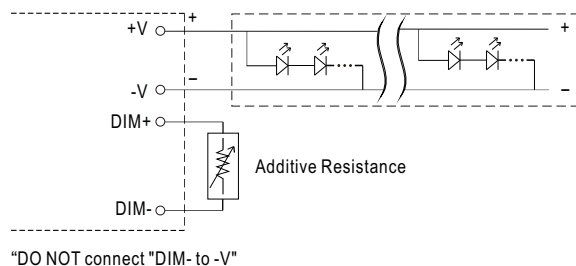 +V
+
+
-V
−
−
DIM+
Additive Resistance
DIM-
“DO NOT connect "DIM- to -V"